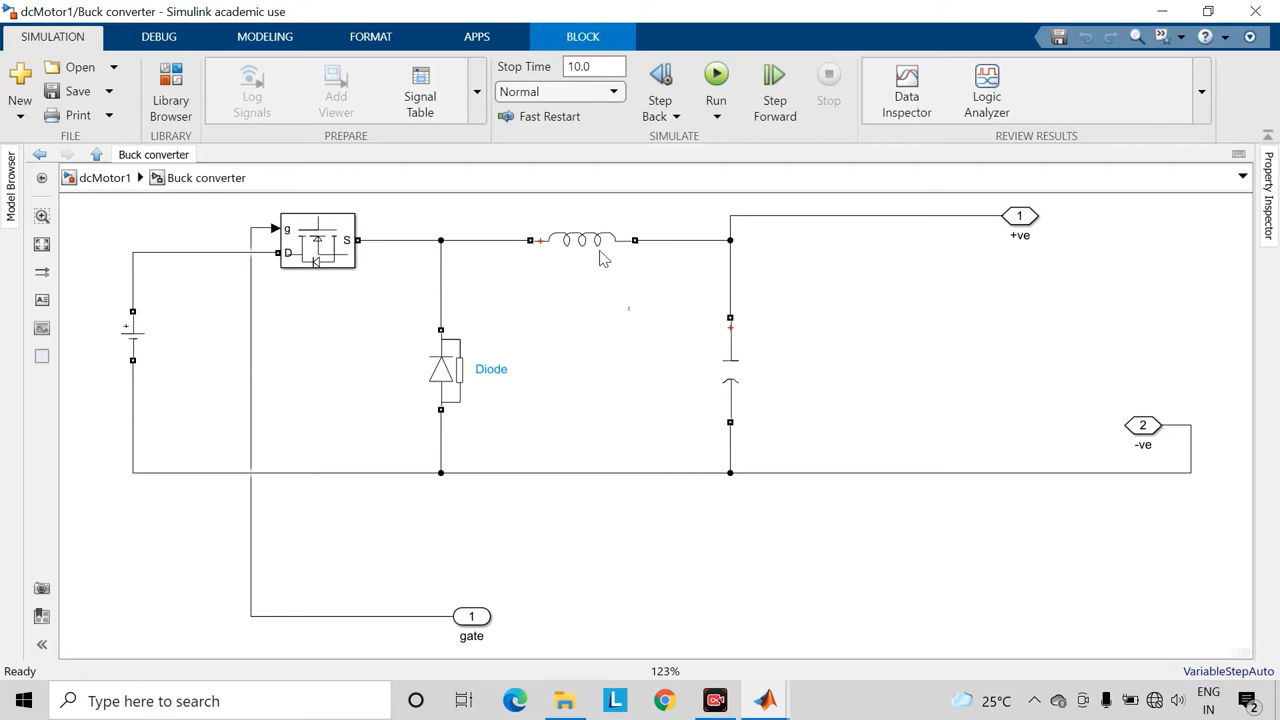 dcMotor1/Buck converter - Simulink academic use
SIMULATION DEBUG MODELING FORMAT APPS BLOCK
New
Open
Save
Print
FILE
Library
Browser
LIBRARY
Log
Signals
Add
Viewer
Signal
Table
PREPARE
Stop Time 10.0
Normal
Fast Restart
Step
Back
Run
Step
Forward
Stop
SIMULATE
Data
Inspector
Logic
Analyzer
REVIEW RESULTS
Buck converter
dcMotor1 Buck converter
Model Browser
Property Inspector
g
D
S
+
+
+
Diode
1
+ve
2
-ve
1
gate
Ready 123% VariableStepAuto
Type here to search
L
25°C
ENG
IN
2